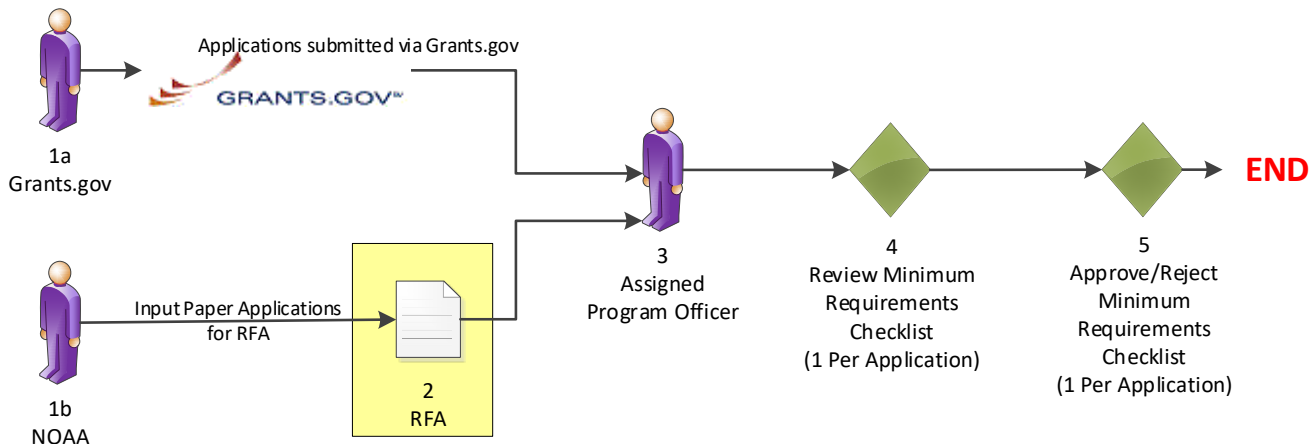 Applications submitted via Grants.gov
GRANTS.GOV℠
1a
Grants.gov
Input Paper Applications
for RFA
1b
NOAA
2
RFA
3
Assigned
Program Officer
4
Review Minimum
Requirements
Checklist
(1 Per Application)
5
Approve/Reject
Minimum
Requirements
Checklist
(1 Per Application)
END